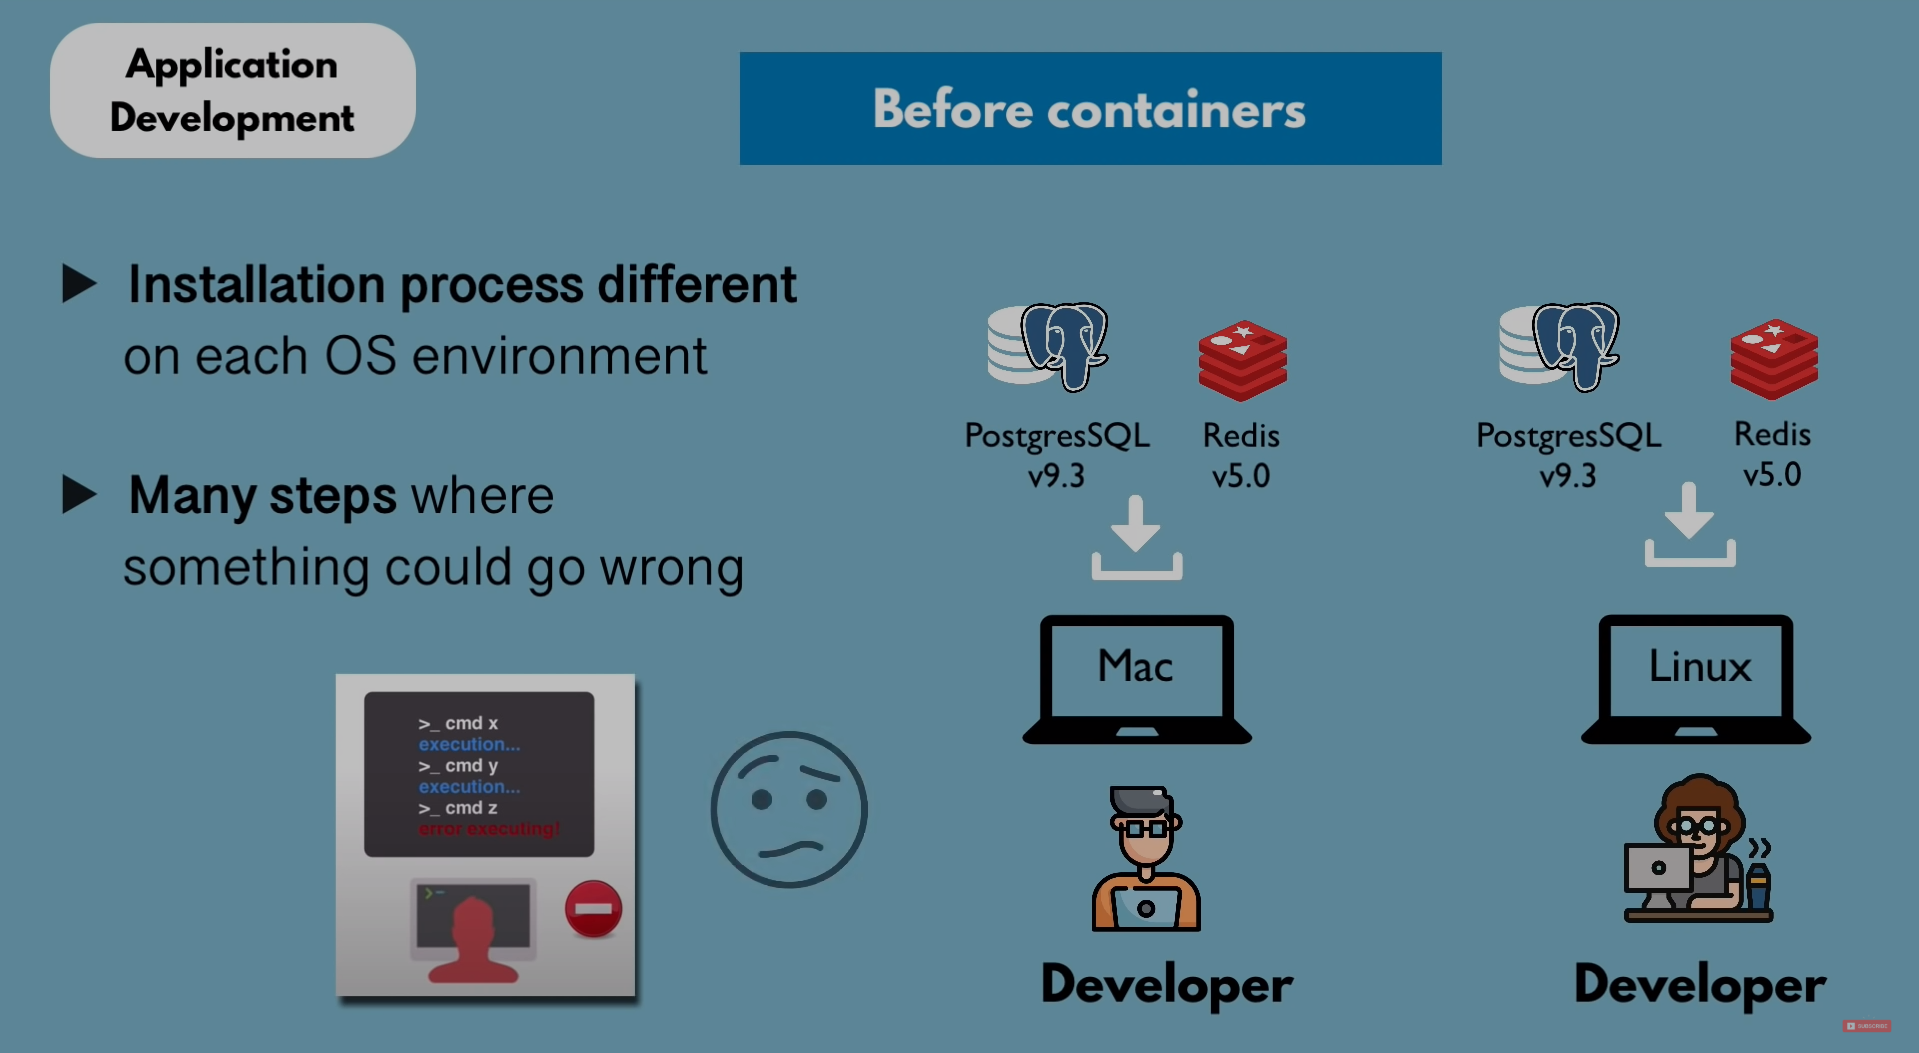 Application
Development
Before containers
Installation process different
on each OS environment
Many steps where
something could go wrong
>_ cmd x
execution...
>_ cmd y
execution...
>_ cmd z
error executing!
PostgresSQL
v9.3
Redis
v5.0
Mac
Developer
PostgresSQL
v9.3
Redis
v5.0
Linux
Developer
SUBSCRIBE